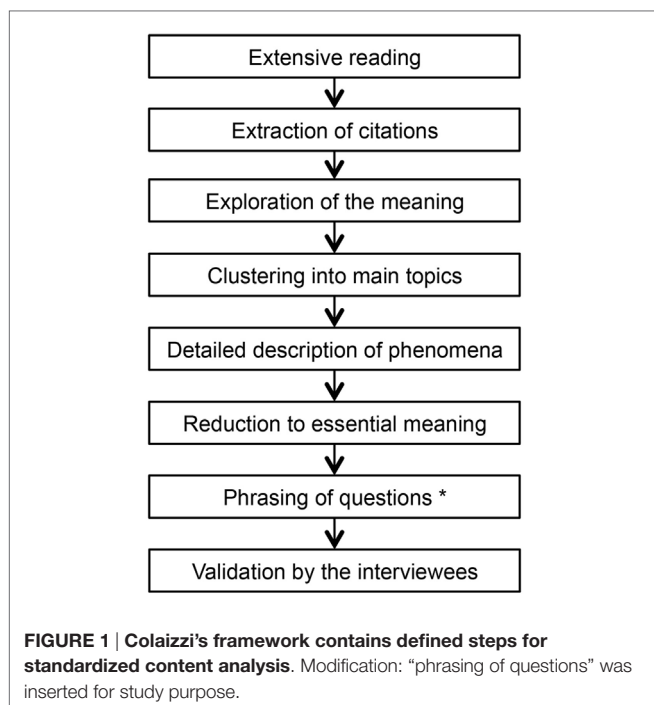 Extensive reading
Extraction of citations
Exploration of the meaning
Clustering into main topics
Detailed description of phenomena
Reduction to essential meaning
Phrasing of questions *
Validation by the interviewees
FIGURE 1 | Colaizzi’s framework contains defined steps for
standardized content analysis. Modification: “phrasing of questions” was
inserted for study purpose.